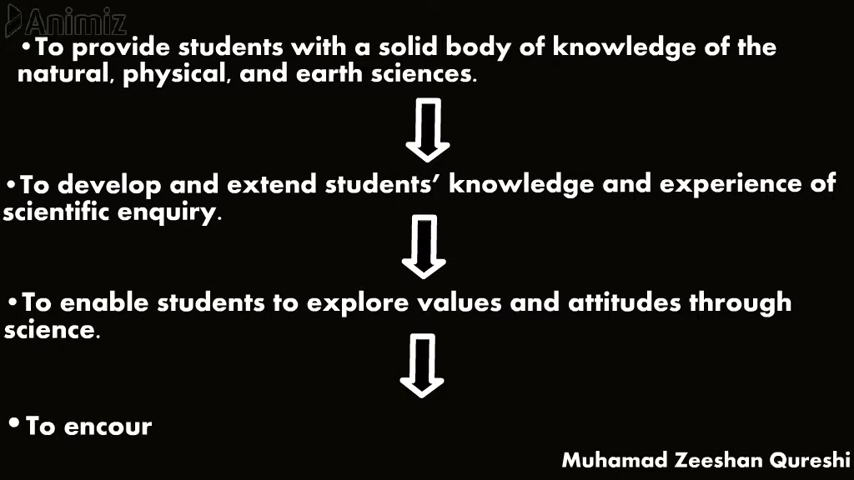 Animiz
•To provide students with a solid body of knowledge of the
natural, physical, and earth sciences.
•To develop and extend students’ knowledge and experience of
scientific enquiry.
•To enable students to explore values and attitudes through
science.
•To encour
Muhamad Zeeshan Qureshi